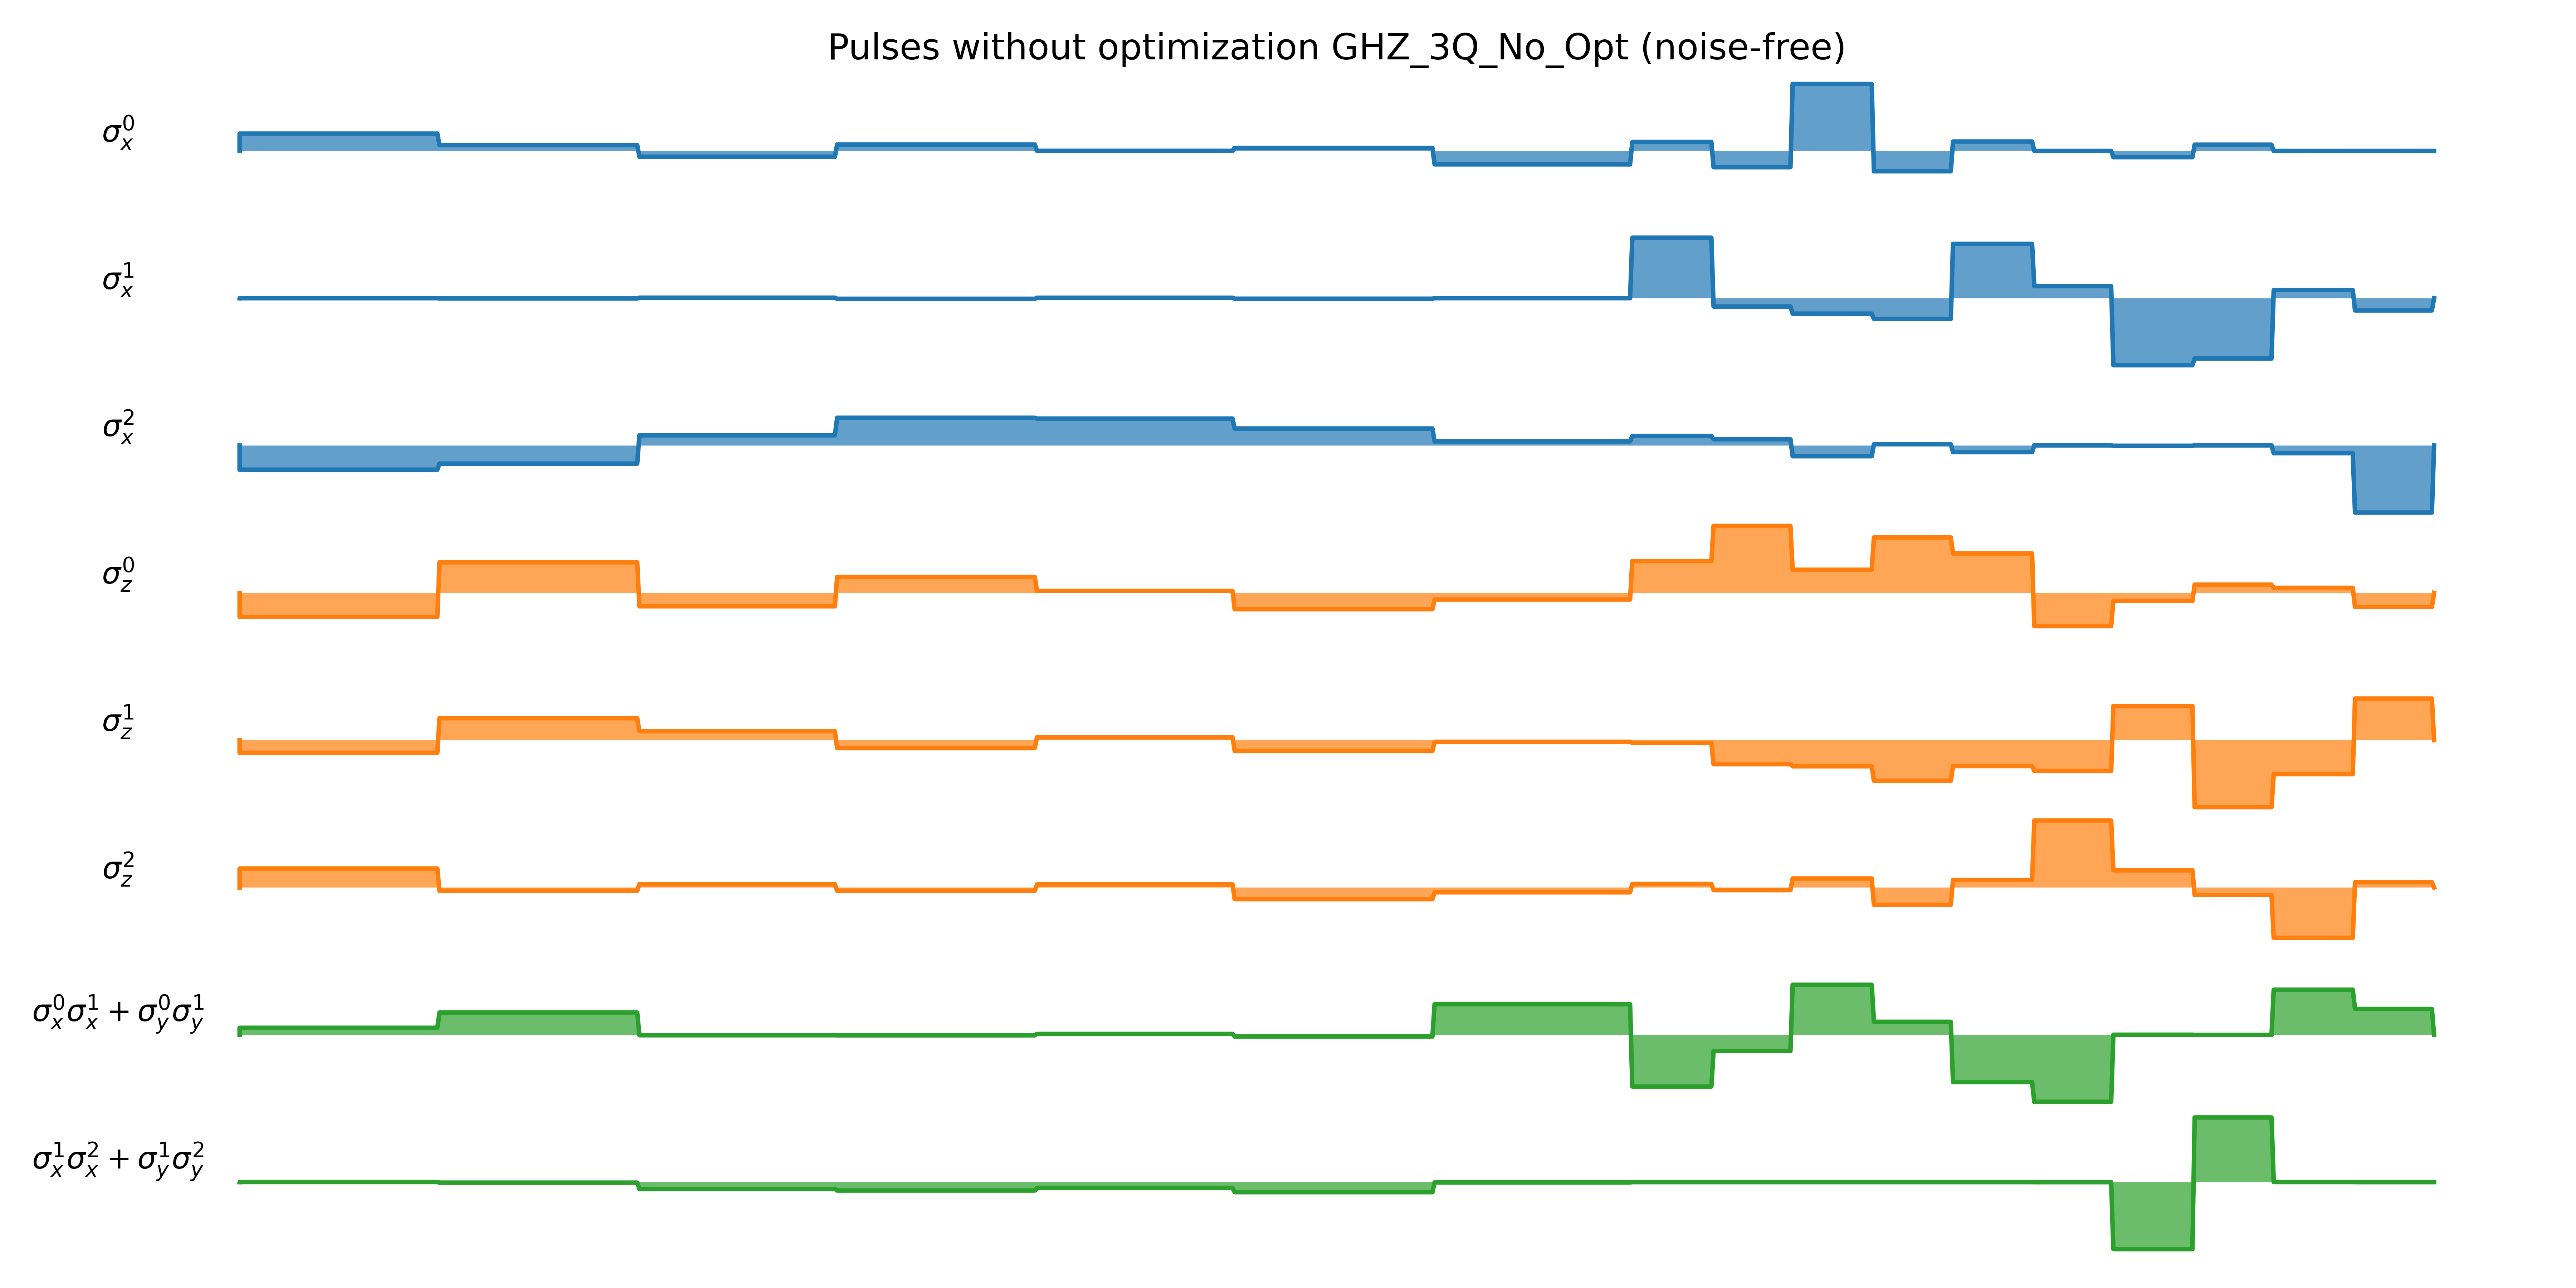 Pulses without optimization GHZ_3Q_No_Opt (noise-free)
σ_x^0
σ_x^1
σ_x^2
σ_z^0
σ_z^1
σ_z^2
σ_x^0σ_x^1 + σ_y^0σ_y^1
σ_x^1σ_x^2 + σ_y^1σ_y^2